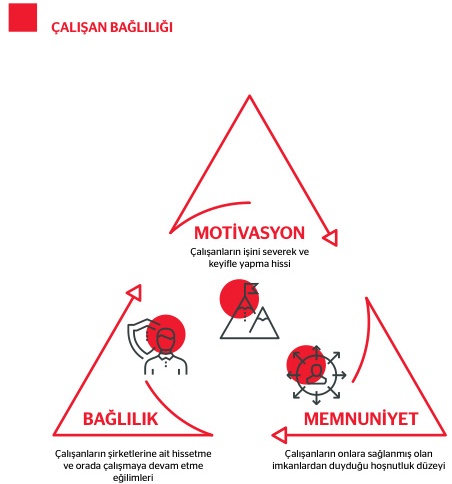 ÇALIŞAN BAĞLILIĞI
MOTİVASYON
Çalışanların işini severek ve
keyifle yapma hissi
BAĞLILIK
Çalışanların şirketlerine ait hissetme
ve orada çalışmaya devam etme
eğilimleri
MEMNUNİYET
Çalışanların onlara sağlanmış olan
imkanlardan duyduğu hoşnutluk düzeyi